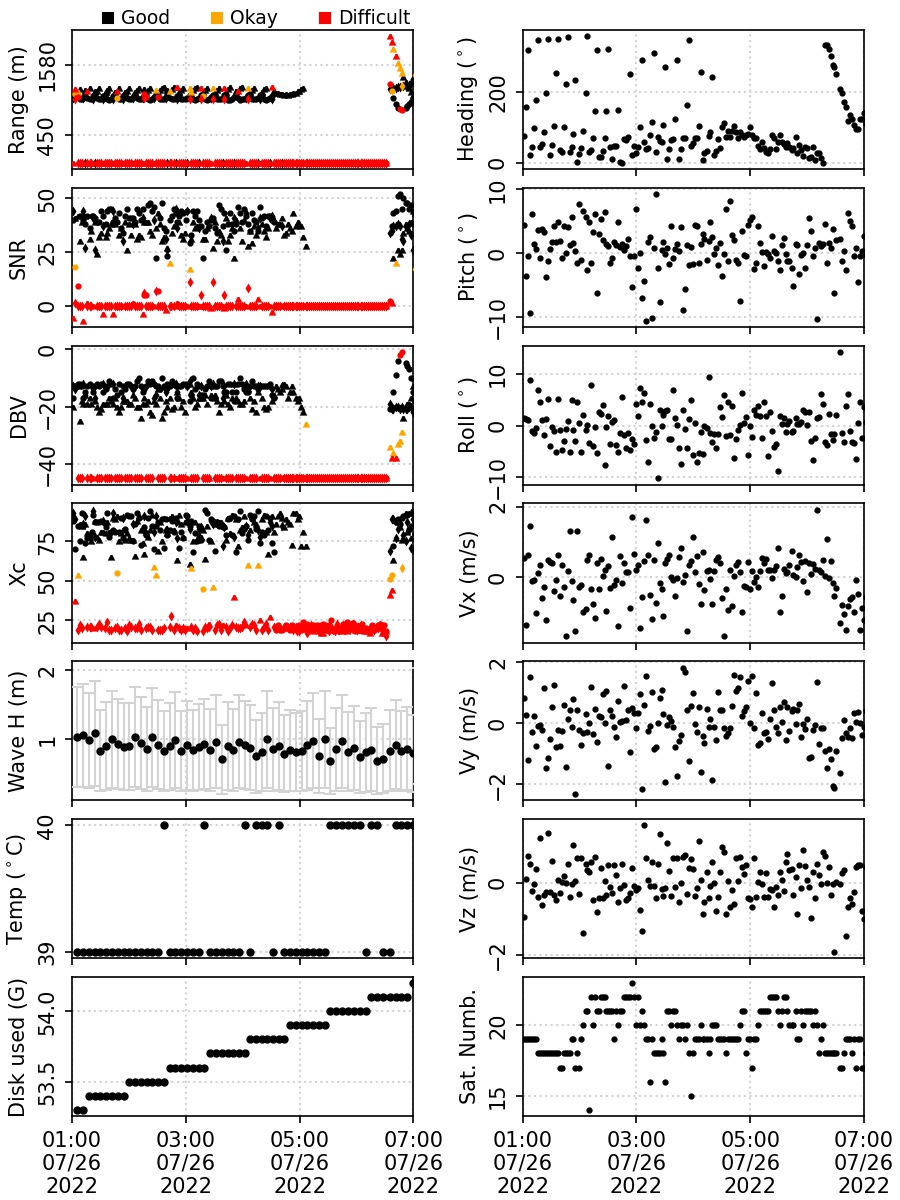 Good Okay Difficult
Range (m)
1580
450
Heading (°)
200
0
SNR
50
25
0
Pitch (°)
10
0
−10
DBV
0
−20
−40
Roll (°)
10
0
−10
Xc
75
50
25
Vx (m/s)
2
0
Wave H (m)
2
1
Vy (m/s)
2
0
−2
Temp (°C)
40
39
Vz (m/s)
0
−2
Disk used (G)
54.0
53.5
Sat. Numb.
20
15
01:00 03:00 05:00 07:00 01:00 03:00 05:00 07:00
07/26 07/26 07/26 07/26 07/26 07/26 07/26 07/26
2022 2022 2022 2022 2022 2022 2022 2022